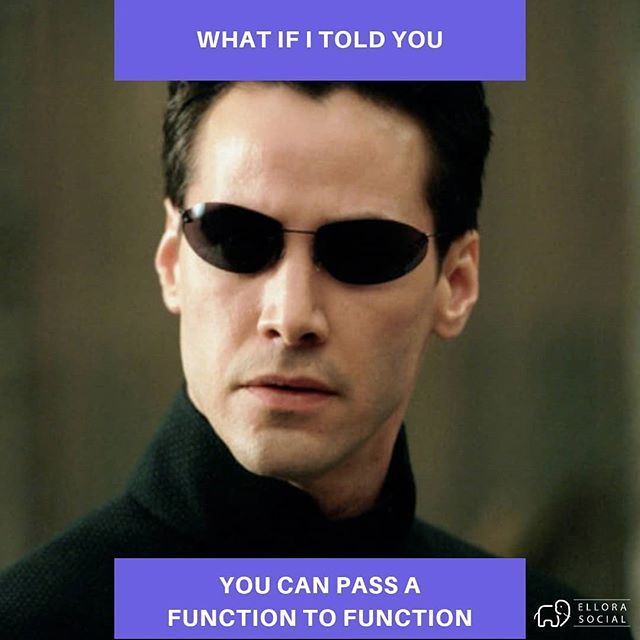 WHAT IF I TOLD YOU
YOU CAN PASS A
FUNCTION TO FUNCTION
ELLORA
SOCIAL